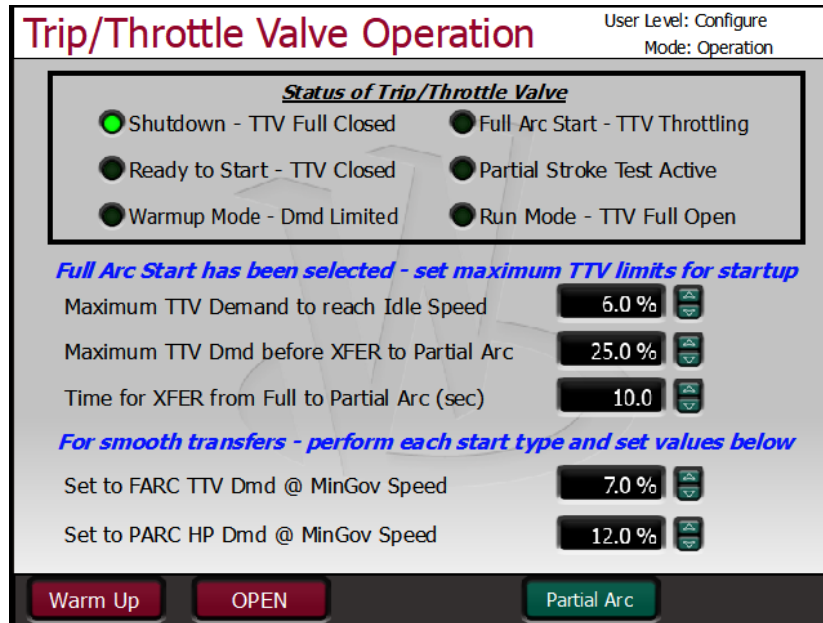 Trip/Throttle Valve Operation
User Level: Configure
Mode: Operation
Status of Trip/Throttle Valve
Shutdown - TTV Full Closed
Full Arc Start - TTV Throttling
Ready to Start - TTV Closed
Partial Stroke Test Active
Warmup Mode - Dmd Limited
Run Mode - TTV Full Open
Full Arc Start has been selected - set maximum TTV limits for startup
Maximum TTV Demand to reach Idle Speed 6.0 %
Maximum TTV Dmd before XFER to Partial Arc 25.0 %
Time for XFER from Full to Partial Arc (sec) 10.0
For smooth transfers - perform each start type and set values below
Set to FARC TTV Dmd @ MinGov Speed 7.0 %
Set to PARC HP Dmd @ MinGov Speed 12.0 %
Warm Up
OPEN
Partial Arc